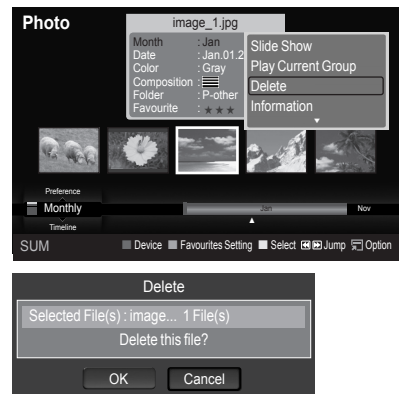 Photo
image_1.jpg
Month : Jan
Date : Jan.01.2
Color : Gray
Composition :
Folder : P-other
Favourite : ★★★
Slide Show
Play Current Group
Delete
Information
Preference
Monthly
Timeline
Jan
Nov
SUM
Device Favourites Setting Select Jump Option
Delete
Selected File(s) : image... 1 File(s)
Delete this file?
OK Cancel